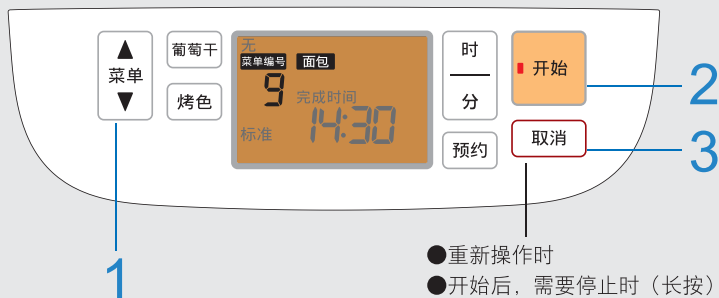 菜单
葡萄干
烤色
无
菜单编号 面包
9
完成时间
14:30
标准
时
分
预约
开始
取消
1
2
3
●重新操作时
●开始后，需要停止时（长按）